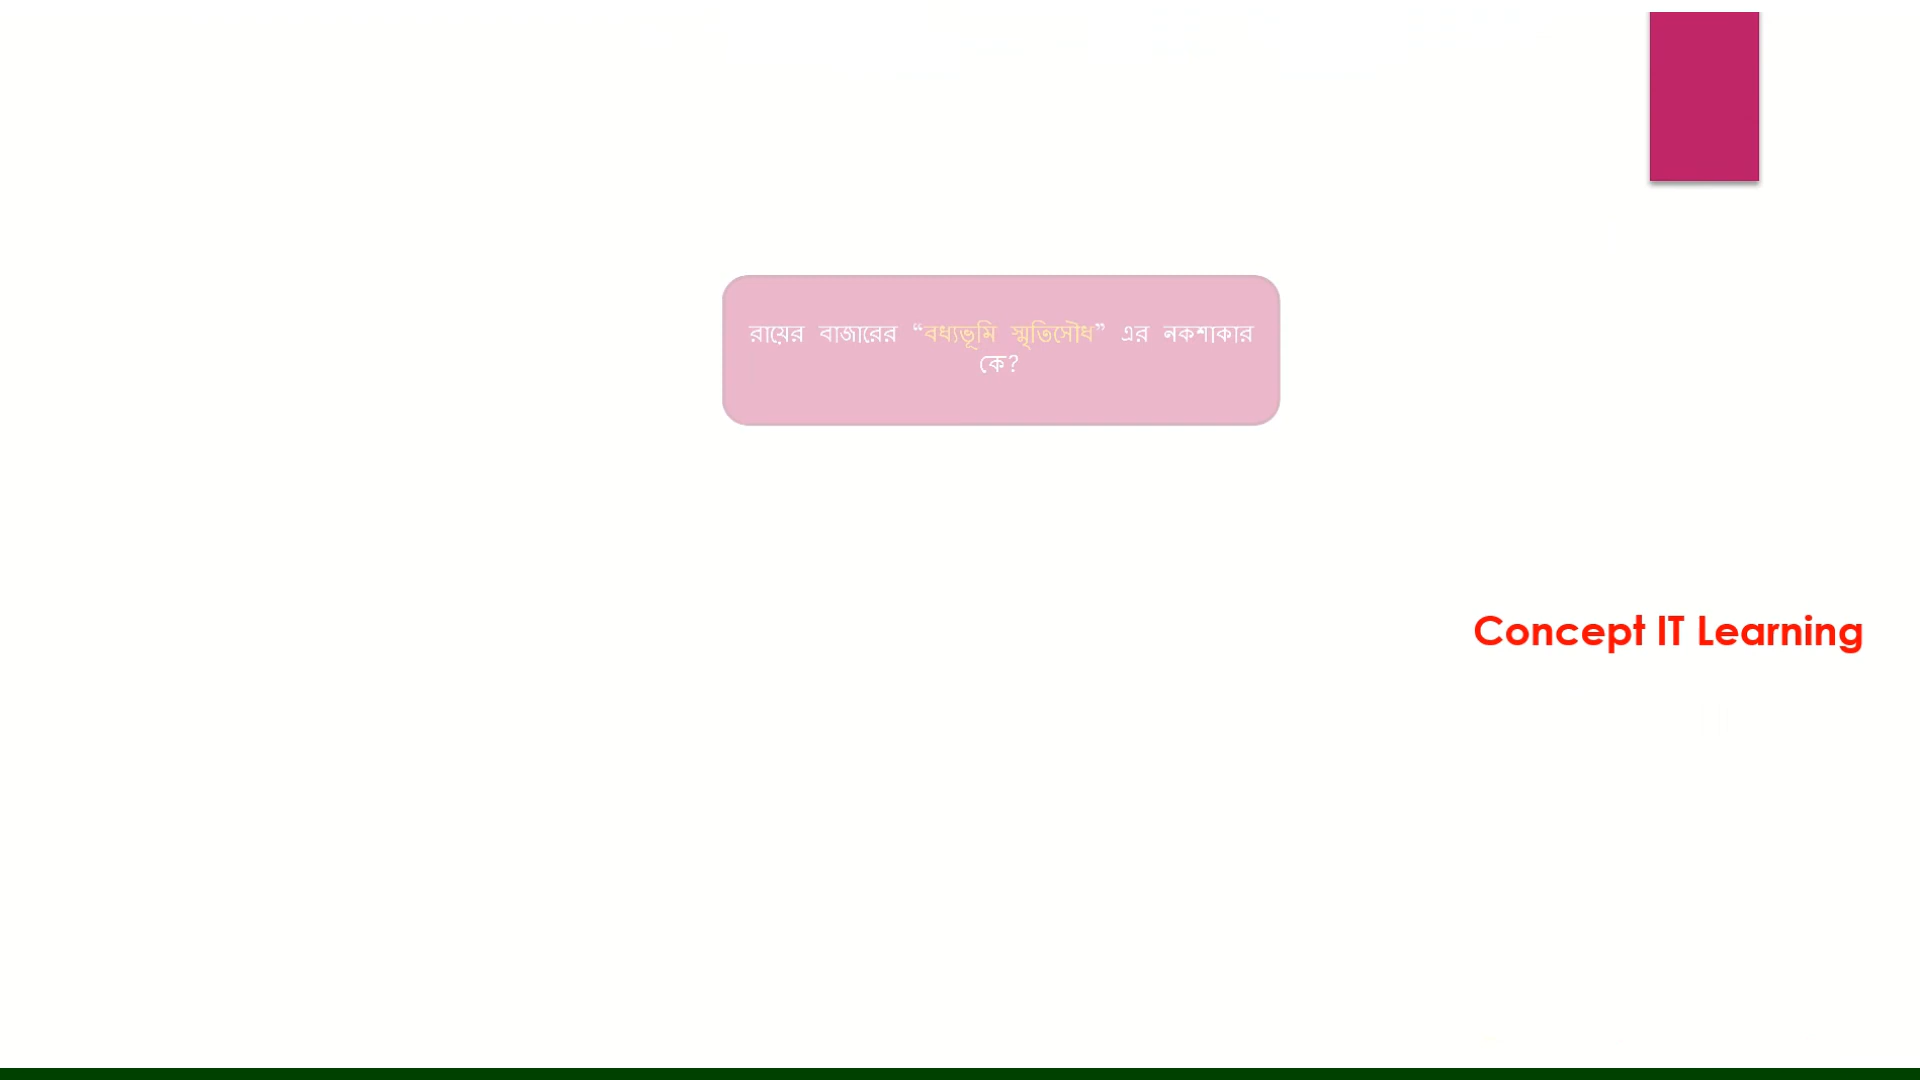 রায়ের বাজারের “বধ্যভূমি স্মৃতিসৌধ” এর নকশাকার
কে?
Concept IT Learning